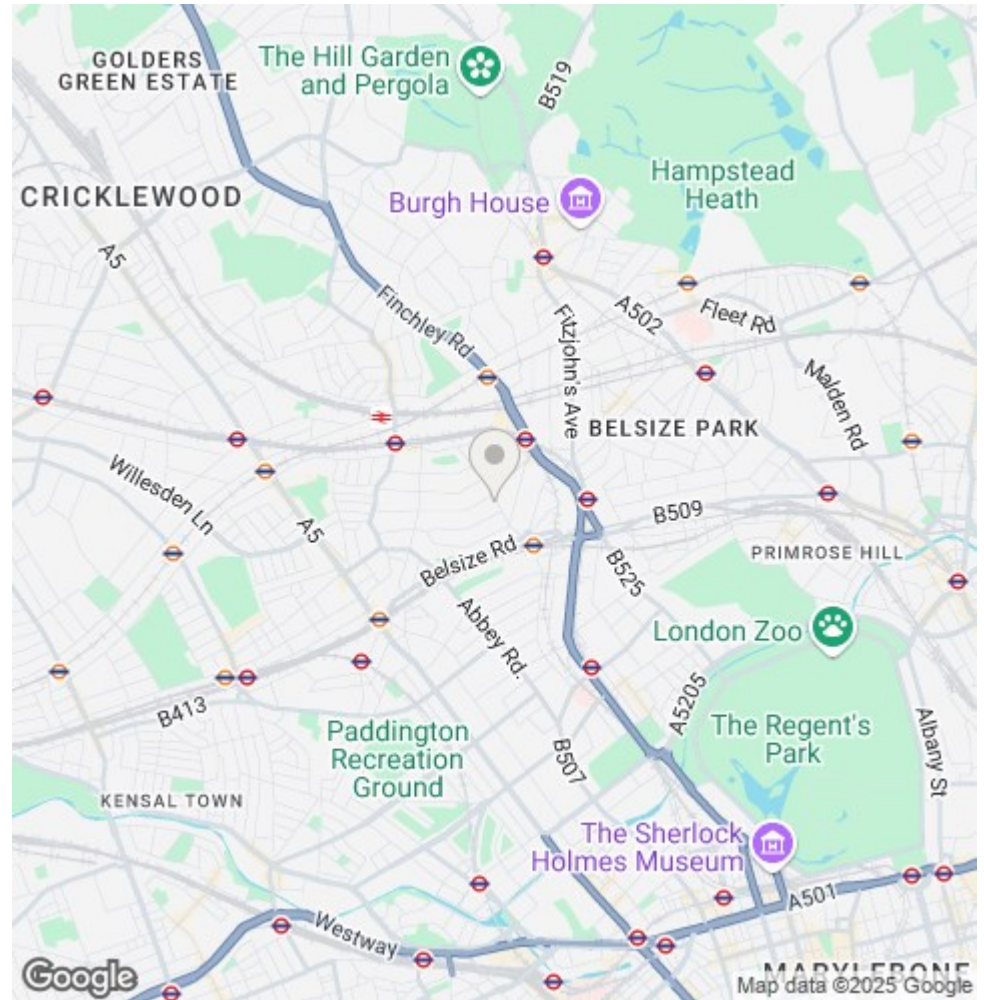 GOLDERS
GREEN ESTATE
The Hill Garden
and Pergola
B519
Hampstead
Heath
CRICKLEWOOD
Burgh House
A5
Finchley Rd
Fitzjohn's Ave
A502
Fleet Rd
Malden Rd
BELSIZE PARK
Willesden Ln
A5
B509
Belsize Rd
B525
PRIMROSE HILL
Abbey Rd.
London Zoo
B413
A5205
Paddington
Recreation
Ground
The Regent's
Park
Albany St
B507
KENSAL TOWN
The Sherlock
Holmes Museum
A501
Westway
MARYLEBONE
Google
Map data ©2025 Google